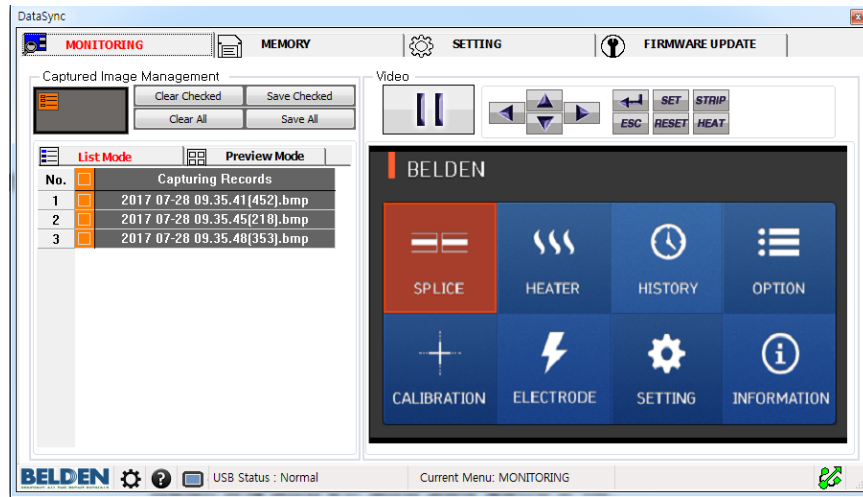 DataSync
MONITORING
MEMORY
SETTING
FIRMWARE UPDATE
Captured Image Management
Clear Checked
Save Checked
Clear All
Save All
List Mode
Preview Mode
No.
Capturing Records
1
2017 07-28 09.35.41(452).bmp
2
2017 07-28 09.35.45(218).bmp
3
2017 07-28 09.35.48(353).bmp
Video
SET
STRIP
ESC
RESET
HEAT
BELDEN
SPLICE
HEATER
HISTORY
OPTION
CALIBRATION
ELECTRODE
SETTING
INFORMATION
BELDEN
USB Status : Normal
Current Menu: MONITORING